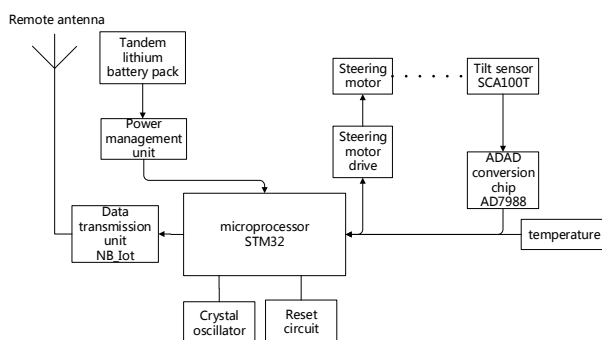 Remote antenna
Tandem
lithium
battery pack
Steering
motor
Tilt sensor
SCA100T
Power
management
unit
Steering
motor
drive
ADAD
conversion
chip
AD7988
Data
transmission
unit
NB_Iot
microprocessor
STM32
temperature
Crystal
oscillator
Reset
circuit